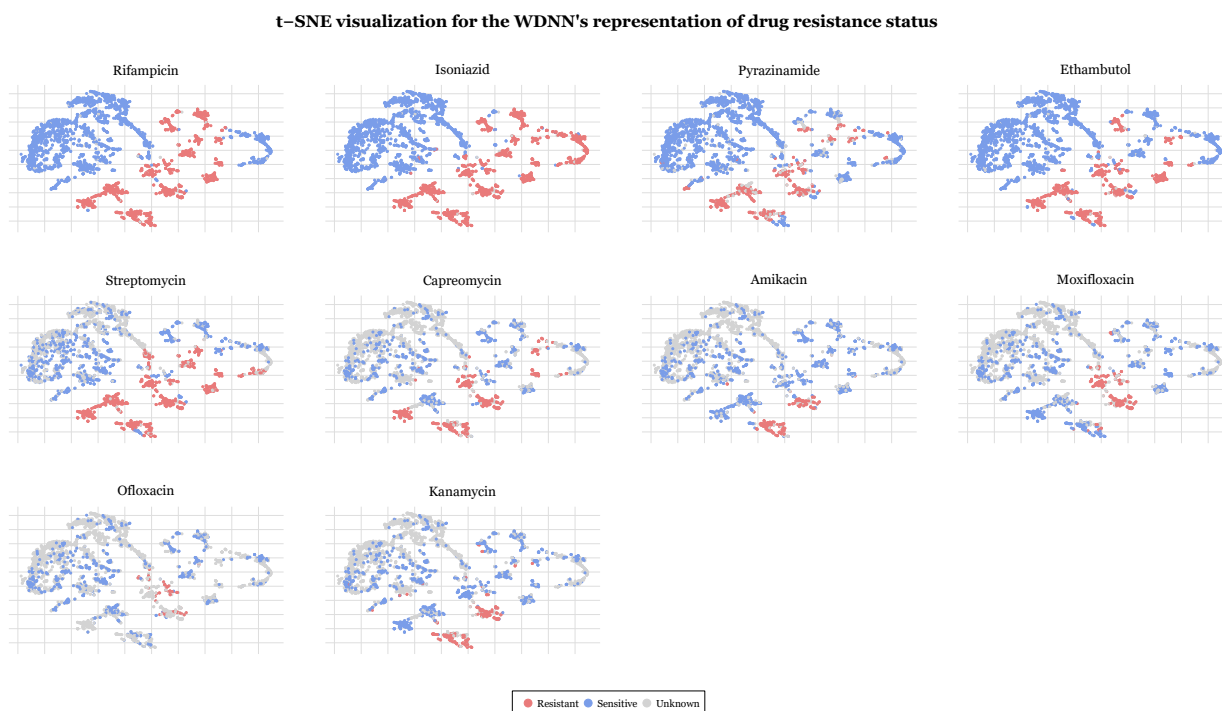 t–SNE visualization for the WDNN's representation of drug resistance status
Rifampicin
Isoniazid
Pyrazinamide
Ethambutol
Streptomycin
Capreomycin
Amikacin
Moxifloxacin
Ofloxacin
Kanamycin
Resistant Sensitive Unknown